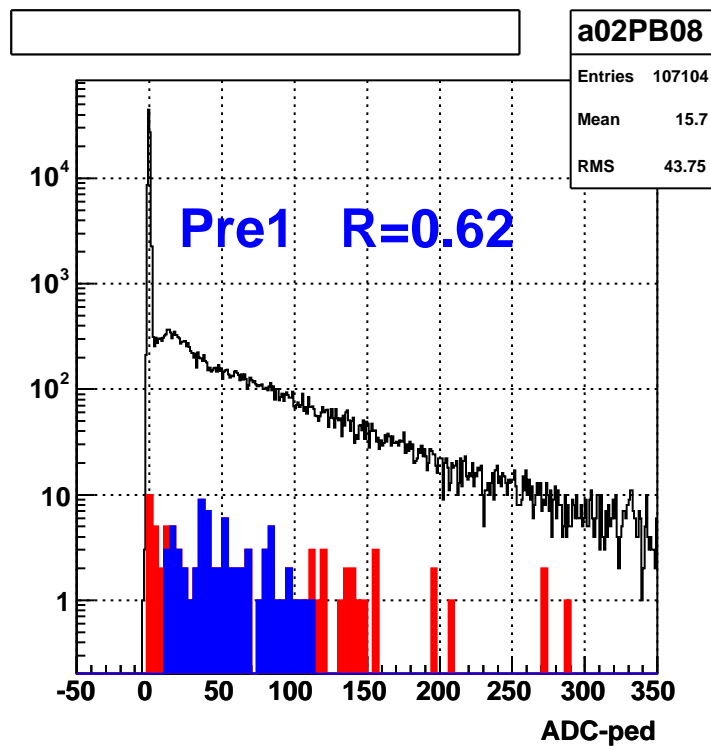 a02PB08
Entries 107104
Mean 15.7
RMS 43.75
Pre1 R=0.62
10^4
10^3
10^2
10
1
-50 0 50 100 150 200 250 300 350
ADC-ped